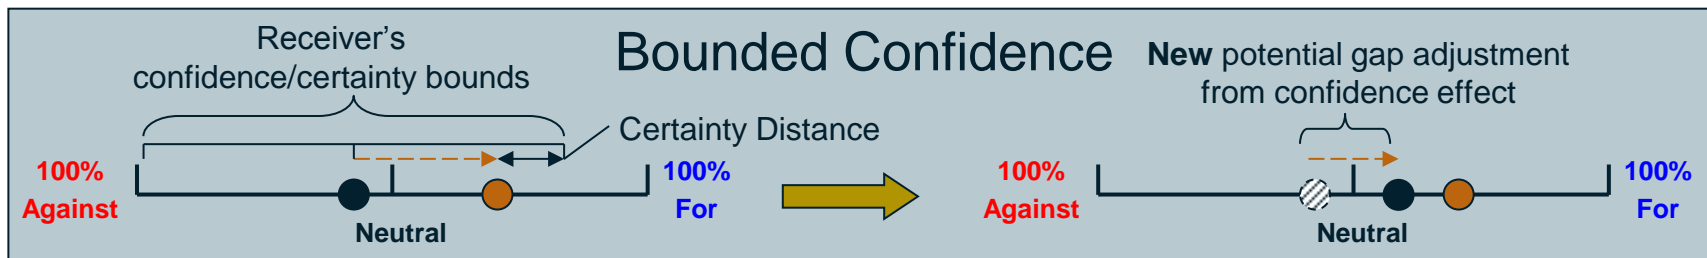 Receiver's
confidence/certainty bounds
Bounded Confidence
New potential gap adjustment
from confidence effect
Certainty Distance
100%
Against
Neutral
100%
For
100%
Against
Neutral
100%
For